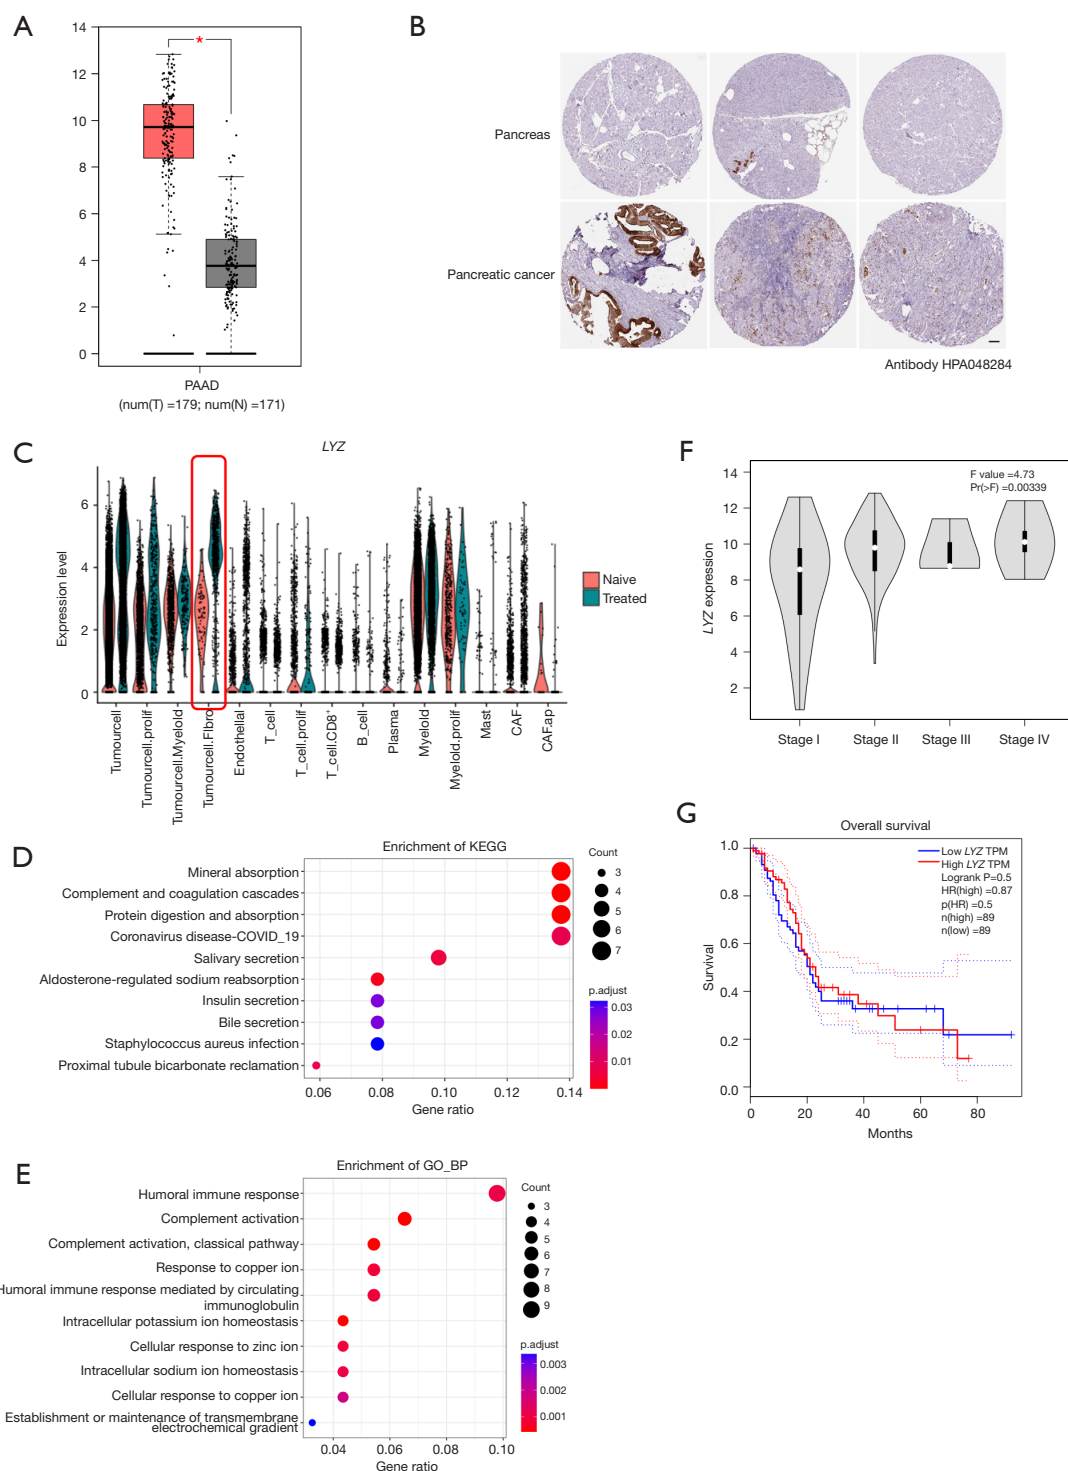 A
14
12
10
8
6
4
2
0
*
PAAD
(num(T) =179; num(N) =171)
B
Pancreas
Pancreatic cancer
Antibody HPA048284
C
LYZ
Expression level
6
4
2
0
Naive
Treated
Tumourcell
Tumourcell.prolif
Tumourcell.Myelold
Tumourcell.Flbro
Endothellal
T_cell
T_cell.prolif
T_cell.CD8+
B_cell
Plasma
Myelold
Myelold.prolif
Mast
CAF
CAF.ap
F
F value =4.73
Pr(>F) =0.00339
LYZ expression
14
12
10
8
6
4
2
Stage I
Stage II
Stage III
Stage IV
D
Enrichment of KEGG
Mineral absorption
Complement and coagulation cascades
Protein digestion and absorption
Coronavirus disease-COVID_19
Salivary secretion
Aldosterone-regulated sodium reabsorption
Insulin secretion
Bile secretion
Staphylococcus aureus infection
Proximal tubule bicarbonate reclamation
0.06 0.08 0.10 0.12 0.14
Gene ratio
Count
3
4
5
6
7
p.adjust
0.03
0.02
0.01
G
Overall survival
Low LYZ TPM
High LYZ TPM
Logrank P=0.5
HR(high) =0.87
p(HR) =0.5
n(high) =89
n(low) =89
Survival
1.0
0.8
0.6
0.4
0.2
0.0
0 20 40 60 80
Months
E
Enrichment of GO_BP
Humoral immune response
Complement activation
Complement activation, classical pathway
Response to copper ion
Humoral immune response mediated by circulating
immunoglobulin
Intracellular potassium ion homeostasis
Cellular response to zinc ion
Intracellular sodium ion homeostasis
Cellular response to copper ion
Establishment or maintenance of transmembrane
electrochemical gradient
0.04 0.06 0.08 0.10
Gene ratio
Count
3
4
5
6
7
8
9
p.adjust
0.003
0.002
0.001